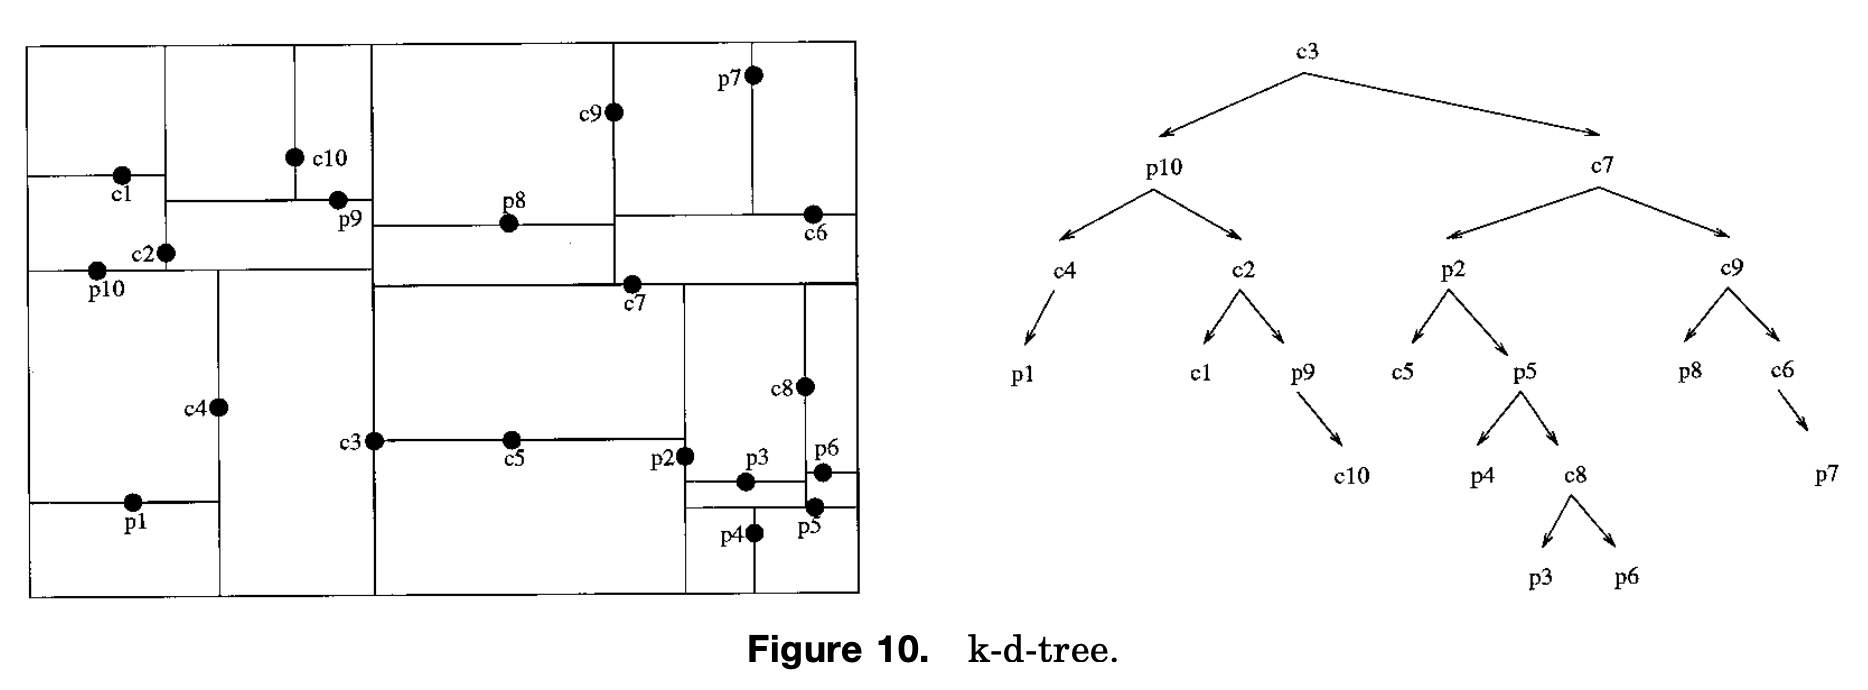 p7
c9
c10
c1
p8
p9
c6
c2
p10
c7
c8
c4
c3
c5
p2
p3
p6
p1
p4
p5
c3
p10 c7
c4 c2 p2 c9
p1 c1 p9 c5 p5 p8 c6
c10 p4 c8 p7
p3 p6
Figure 10. k-d-tree.